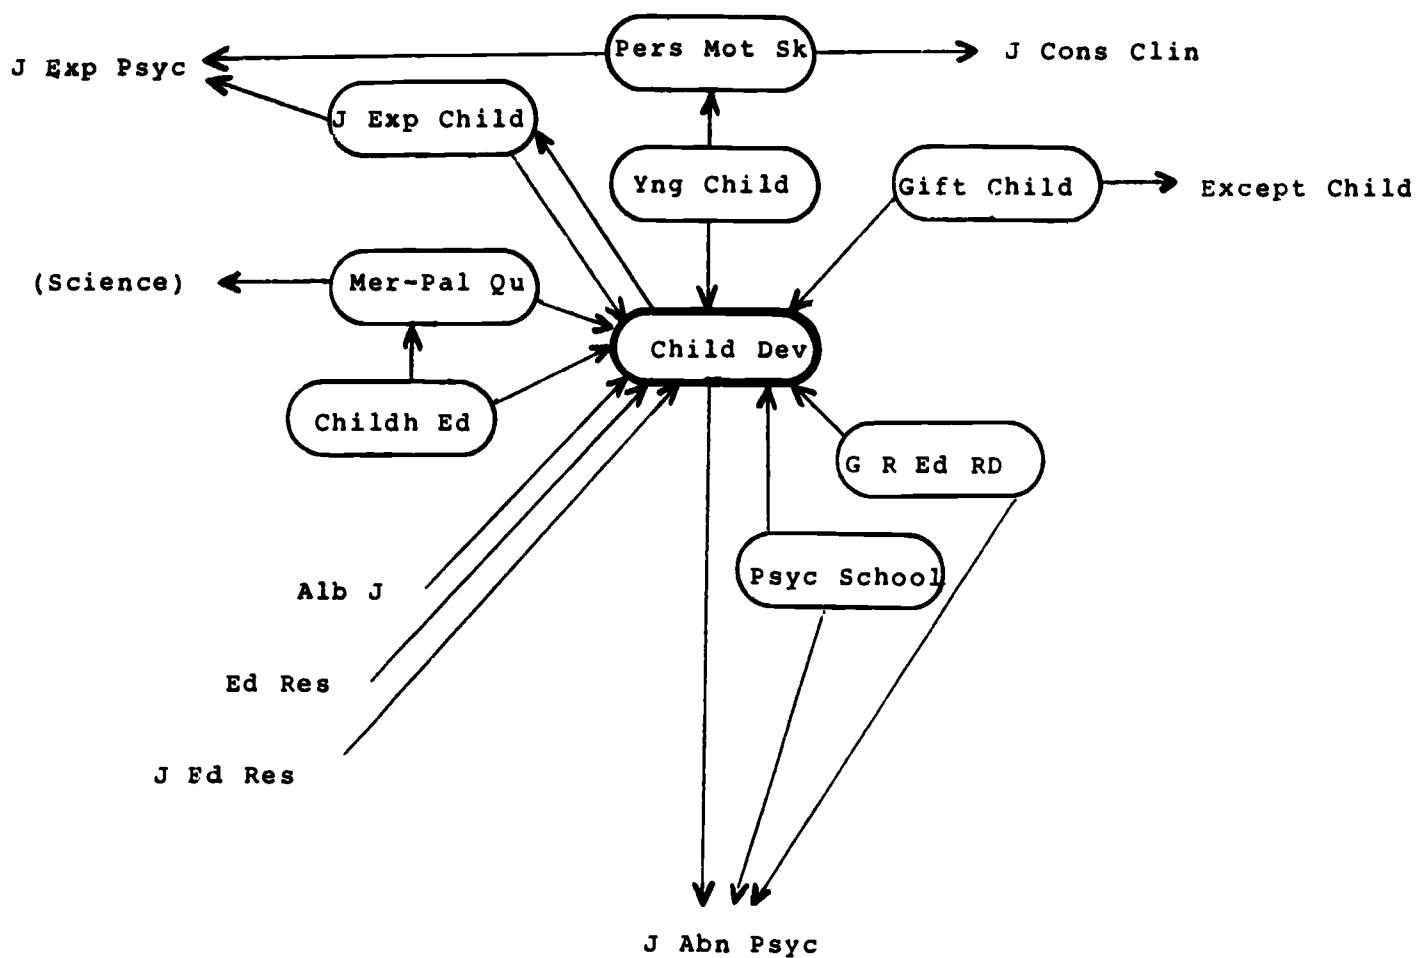 Pers Mot Sk
J Cons Clin
J Exp Psyc
J Exp Child
Yng Child
Gift Child
Except Child
(Science)
Mer-Pal Qu
Child Dev
Childh Ed
G R Ed RD
Psyc School
Alb J
Ed Res
J Ed Res
J Abn Psyc